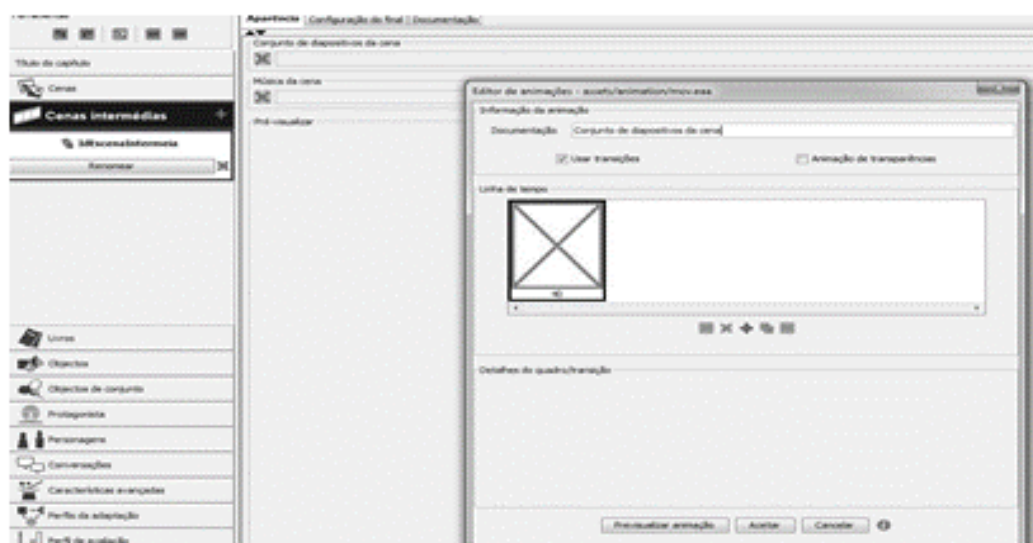 Aparência Configuração do final Documentação
Conjunto de diapositivos da cena
Título do capítulo
Música da cena
Cenas
Editor de animações - assets/animation/mov.eaa
Informação da animação
Cenas intermédias +
Pré-visualizar
Documentação Conjunto de diapositivos da cena
Usar transições Animação de transparências
Renomear
Linha de tempo
Livros
Objectos
Detalhes do quadro/transição
Objectos de conjunto
Protagonista
Personagens
Conversações
Características avançadas
Perfis de adaptação
Pré-visualizar animação Aceitar Cancelar
Perfil de avaliação